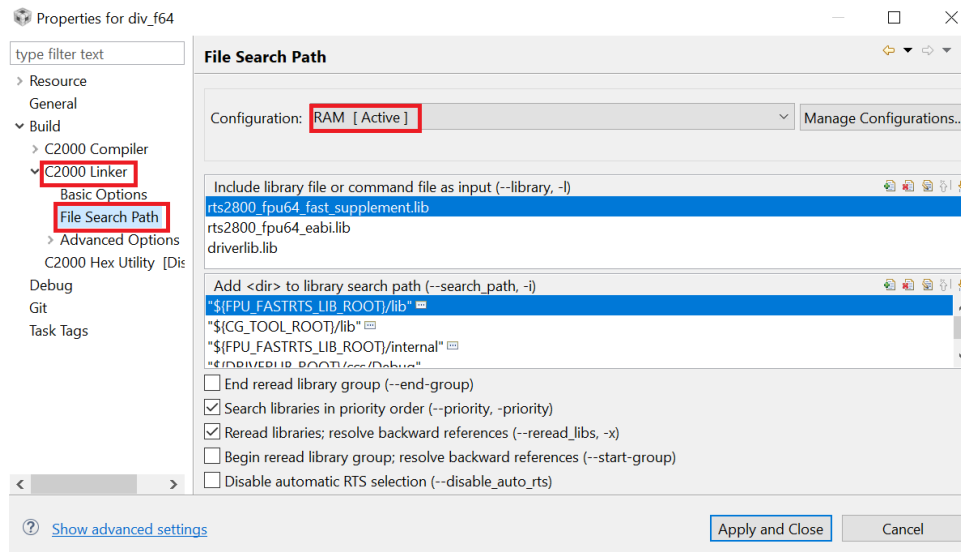 Properties for div_f64
type filter text
Resource
General
Build
C2000 Compiler
C2000 Linker
Basic Options
File Search Path
Advanced Options
C2000 Hex Utility [Dis
Debug
Git
Task Tags
File Search Path
Configuration: RAM [ Active ] Manage Configurations..
Include library file or command file as input (--library, -l)
rts2800_fpu64_fast_supplement.lib
rts2800_fpu64_eabi.lib
driverlib.lib
Add <dir> to library search path (--search_path, -i)
"${FPU_FASTRTS_LIB_ROOT}/lib"
"${CG_TOOL_ROOT}/lib"
"${FPU_FASTRTS_LIB_ROOT}/internal"
"${DRIVERLIB_ROOT}/ccs/Debug"
End reread library group (--end-group)
Search libraries in priority order (--priority, -priority)
Reread libraries; resolve backward references (--reread_libs, -x)
Begin reread library group; resolve backward references (--start-group)
Disable automatic RTS selection (--disable_auto_rts)
Show advanced settings
Apply and Close Cancel